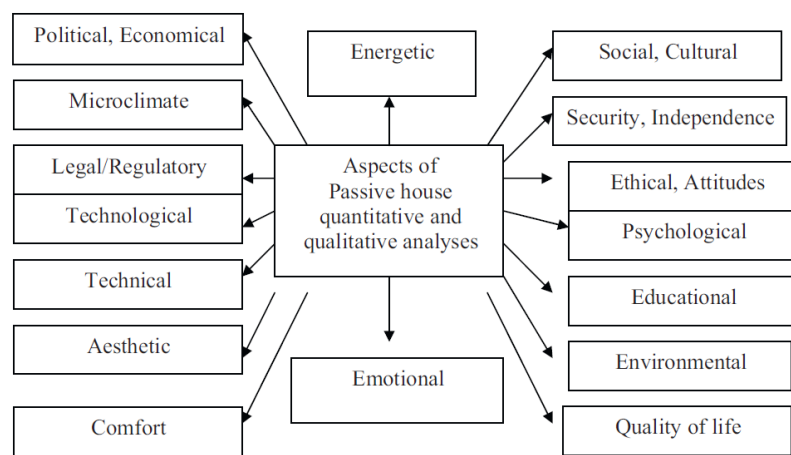 Political, Economical
Microclimate
Legal/Regulatory
Technological
Technical
Aesthetic
Comfort
Energetic
Aspects of
Passive house
quantitative and
qualitative analyses
Emotional
Social, Cultural
Security, Independence
Ethical, Attitudes
Psychological
Educational
Environmental
Quality of life